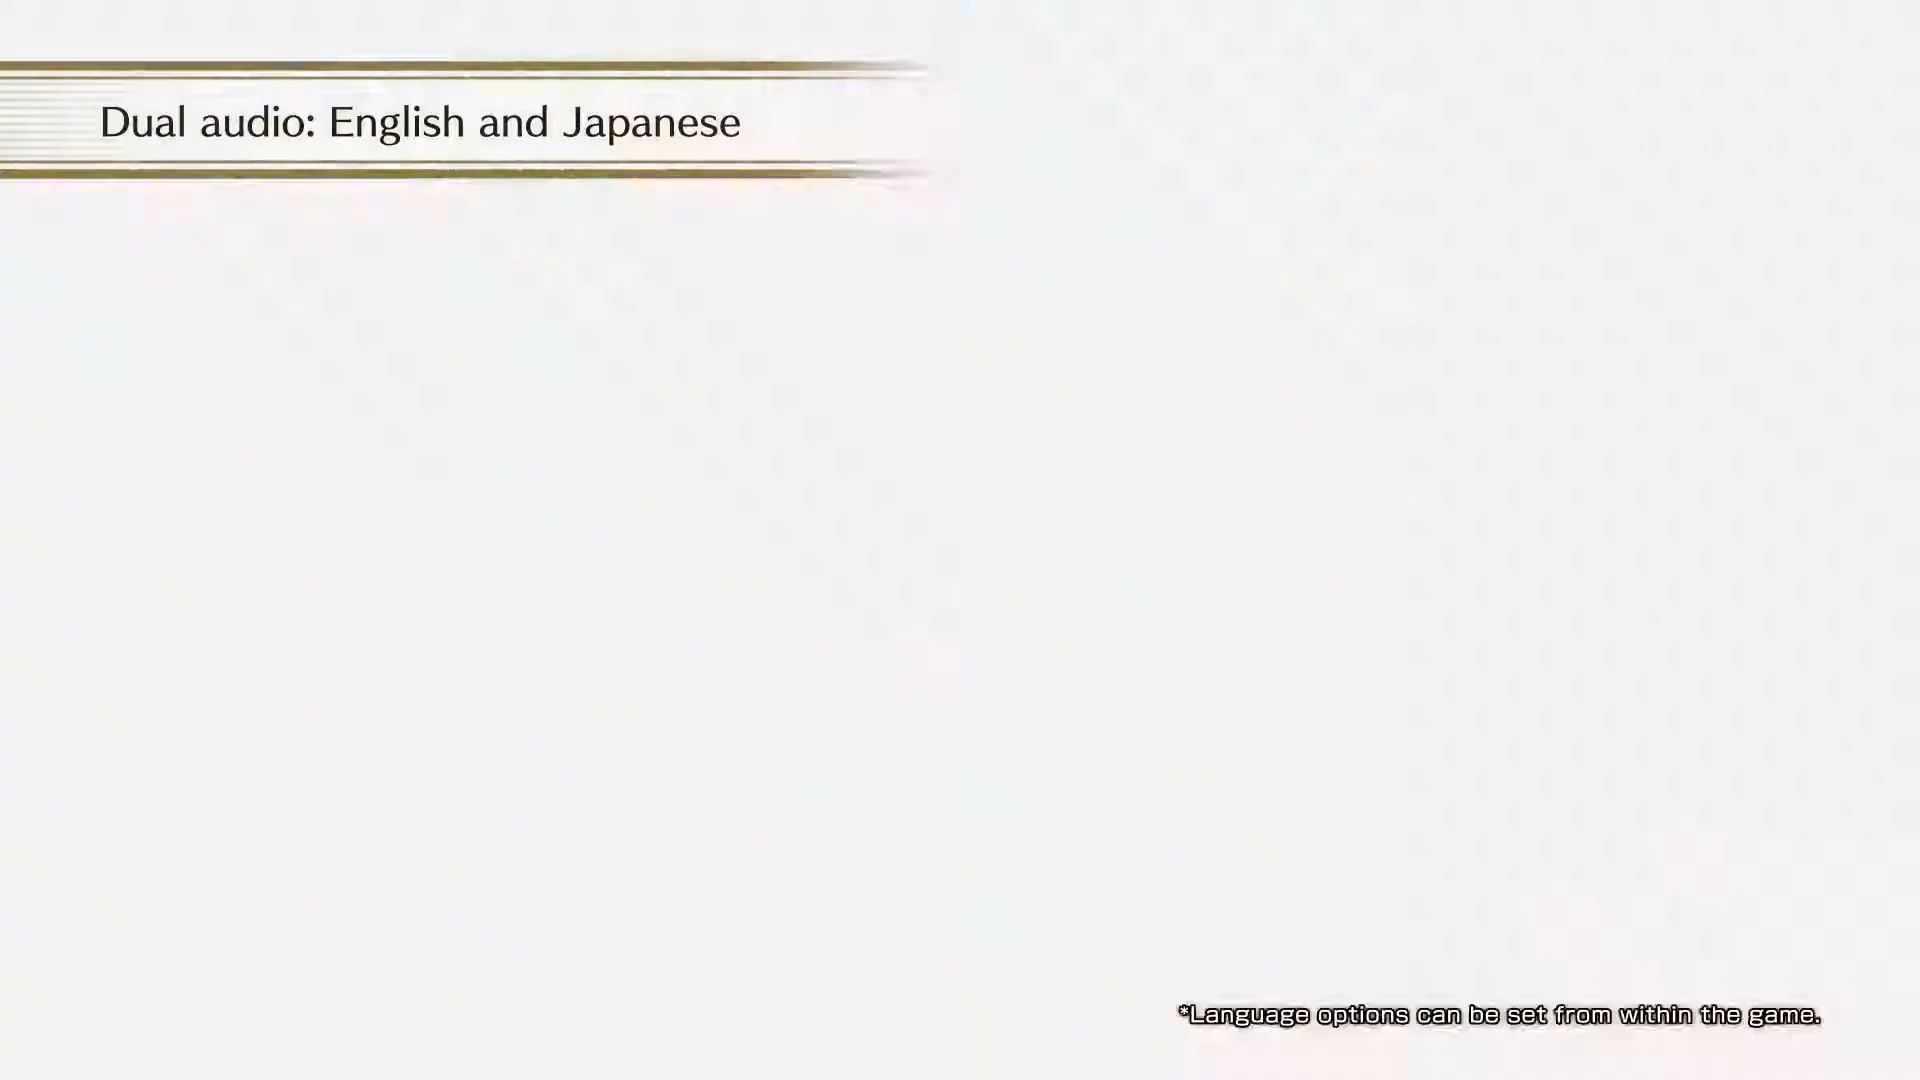 Dual audio: English and Japanese
*Language options can be set from within the game.